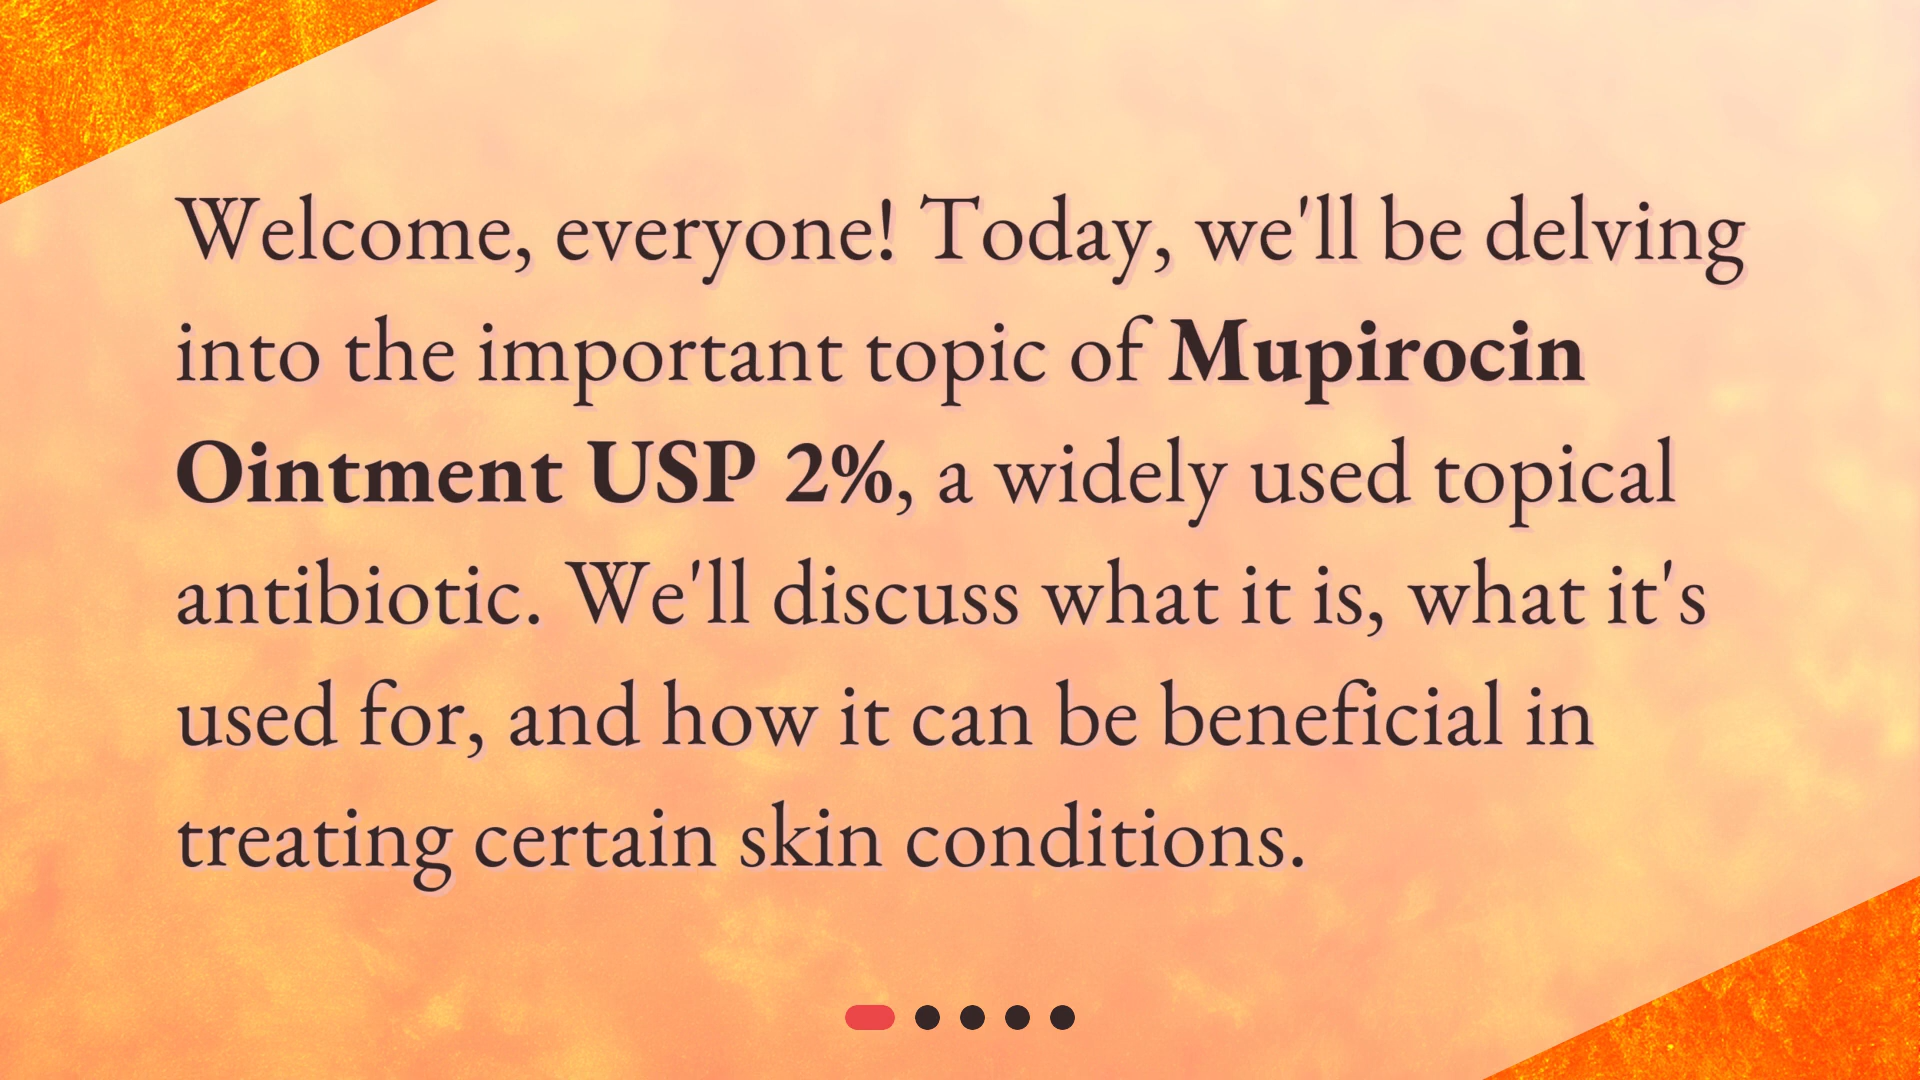 Welcome, everyone! Today, we'll be delving
into the important topic of Mupirocin
Ointment USP 2%, a widely used topical
antibiotic. We'll discuss what it is, what it's
used for, and how it can be beneficial in
treating certain skin conditions.